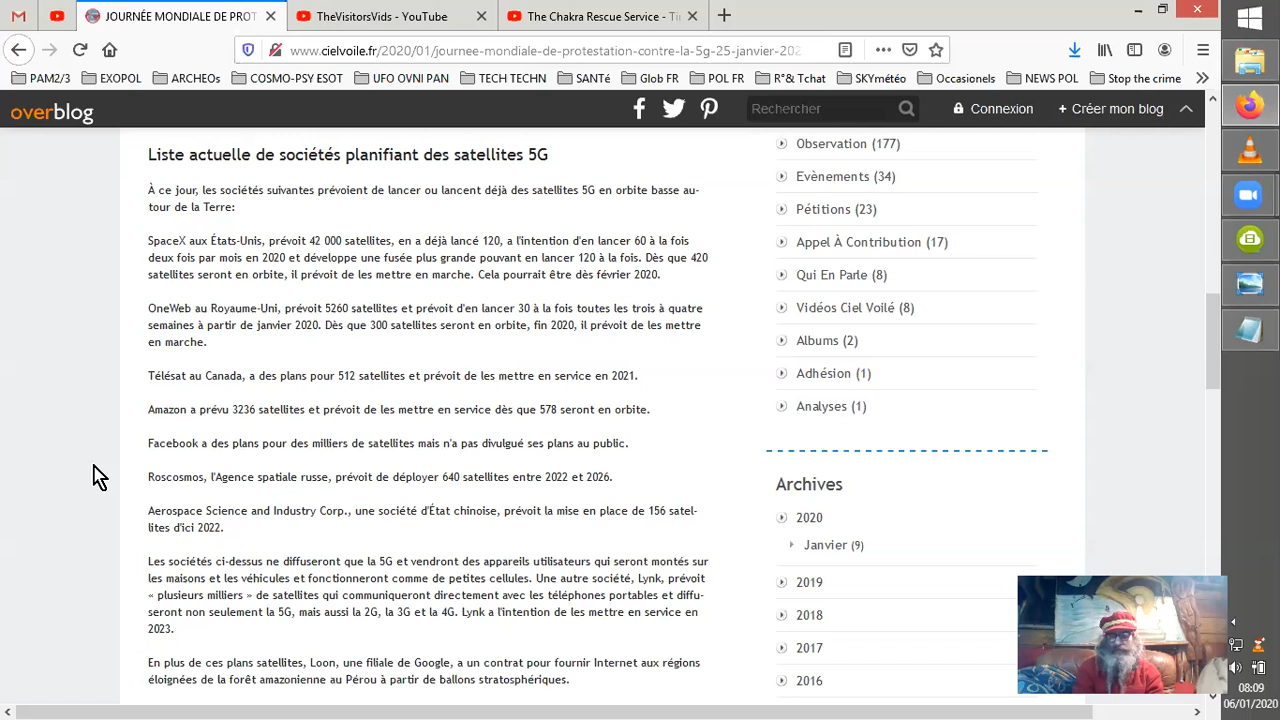 JOURNÉE MONDIALE DE PROT
TheVisitorsVids - YouTube
The Chakra Rescue Service - Ti
www.cielvoile.fr/2020/01/journee-mondiale-de-protestation-contre-la-5g-25-janvier-202
PAM2/3
EXOPOL
ARCHEOs
COSMO-PSY ESOT
UFO OVNI PAN
TECH TECHN
SANTé
Glob FR
POL FR
R°& Tchat
SKYmétéo
Occasionels
NEWS POL
Stop the crime
overblog
Rechercher
Connexion
+ Créer mon blog
Liste actuelle de sociétés planifiant des satellites 5G
À ce jour, les sociétés suivantes prévoient de lancer ou lancent déjà des satellites 5G en orbite basse au-
tour de la Terre:
SpaceX aux États-Unis, prévoit 42 000 satellites, en a déjà lancé 120, a l'intention d'en lancer 60 à la fois
deux fois par mois en 2020 et développe une fusée plus grande pouvant en lancer 120 à la fois. Dès que 420
satellites seront en orbite, il prévoit de les mettre en marche. Cela pourrait être dès février 2020.
OneWeb au Royaume-Uni, prévoit 5260 satellites et prévoit d'en lancer 30 à la fois toutes les trois à quatre
semaines à partir de janvier 2020. Dès que 300 satellites seront en orbite, fin 2020, il prévoit de les mettre
en marche.
Télésat au Canada, a des plans pour 512 satellites et prévoit de les mettre en service en 2021.
Amazon a prévu 3236 satellites et prévoit de les mettre en service dès que 578 seront en orbite.
Facebook a des plans pour des milliers de satellites mais n'a pas divulgué ses plans au public.
Roscosmos, l'Agence spatiale russe, prévoit de déployer 640 satellites entre 2022 et 2026.
Aerospace Science and Industry Corp., une société d'État chinoise, prévoit la mise en place de 156 satel-
lites d'ici 2022.
Les sociétés ci-dessus ne diffuseront que la 5G et vendront des appareils utilisateurs qui seront montés sur
les maisons et les véhicules et fonctionneront comme de petites cellules. Une autre société, Lynk, prévoit
« plusieurs milliers » de satellites qui communiqueront directement avec les téléphones portables et diffu-
seront non seulement la 5G, mais aussi la 2G, la 3G et la 4G. Lynk a l'intention de les mettre en service en
2023.
En plus de ces plans satellites, Loon, une filiale de Google, a un contrat pour fournir Internet aux régions
éloignées de la forêt amazonienne au Pérou à partir de ballons stratosphériques.
Observation (177)
Evènements (34)
Pétitions (23)
Appel À Contribution (17)
Qui En Parle (8)
Vidéos Ciel Voilé (8)
Albums (2)
Adhésion (1)
Analyses (1)
Archives
2020
Janvier (9)
2019
2018
2017
2016
08:09
06/01/2020